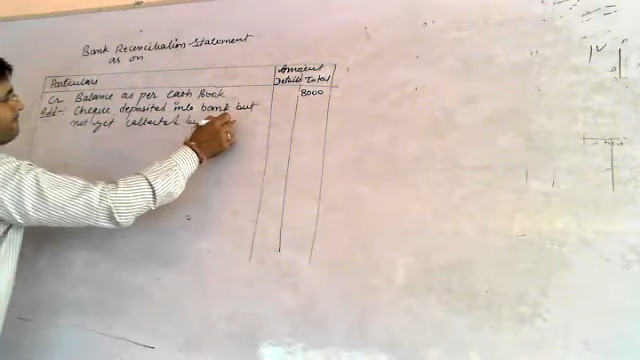 Bank Reconciliation Statement
as on
Particulars
Amount
Details Total
Cr. Balance as per Cash Book 8000
Add:- Cheque deposited into bank but
not yet collected by